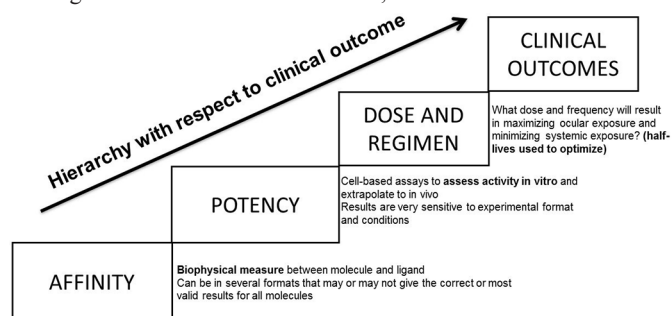 Hierarchy with respect to clinical outcome
CLINICAL
OUTCOMES
What dose and frequency will result
in maximizing ocular exposure and
minimizing systemic exposure? (half-
lives used to optimize)
DOSE AND
REGIMEN
Cell-based assays to assess activity in vitro and
extrapolate to in vivo
Results are very sensitive to experimental format
and conditions
POTENCY
Biophysical measure between molecule and ligand
Can be in several formats that may or may not give the correct or most
valid results for all molecules
AFFINITY